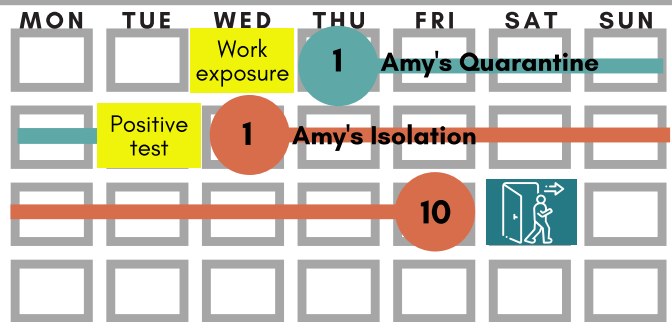 MON TUE WED THU FRI SAT SUN
Work
exposure
1
Amy's Quarantine
Positive
test
1
Amy's Isolation
10